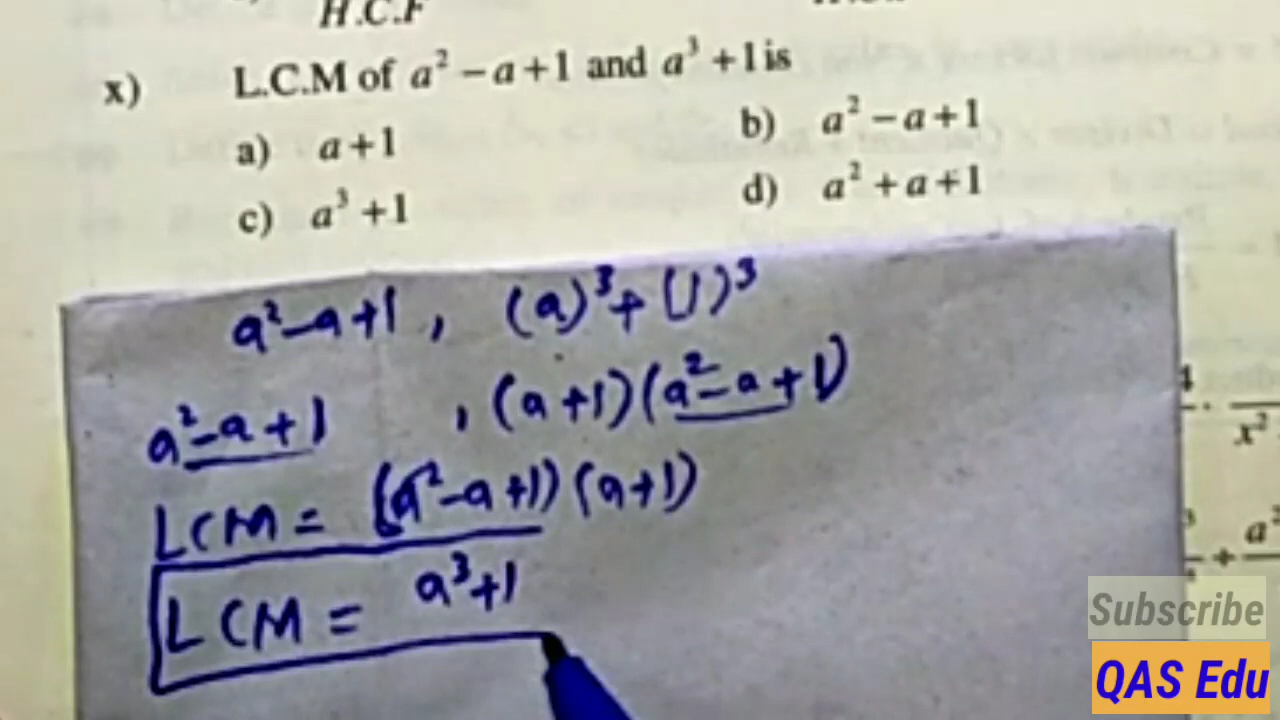 H.C.F
x) L.C.M of a² − a + 1 and a³ + 1 is
a) a + 1 b) a² − a + 1
c) a³ + 1 d) a² + a + 1
a² − a + 1 , (a)³ + (1)³
a² − a + 1 , (a + 1)(a² − a + 1)
LCM = (a² − a + 1)(a + 1)
LCM = a³ + 1
x²
+ a
Subscribe
QAS Edu